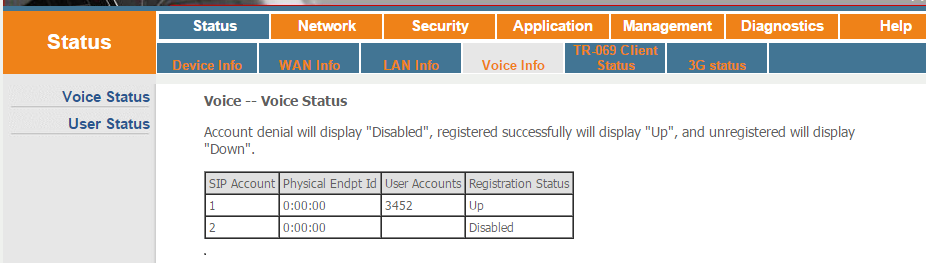 Status
Status Network Security Application Management Diagnostics Help
Device Info WAN Info LAN Info Voice Info TR-069 Client Status 3G status
Voice Status
User Status
Voice -- Voice Status
Account denial will display "Disabled", registered successfully will display "Up", and unregistered will display
"Down".
SIP Account Physical Endpt Id User Accounts Registration Status
1 0:00:00 3452 Up
2 0:00:00 Disabled
.